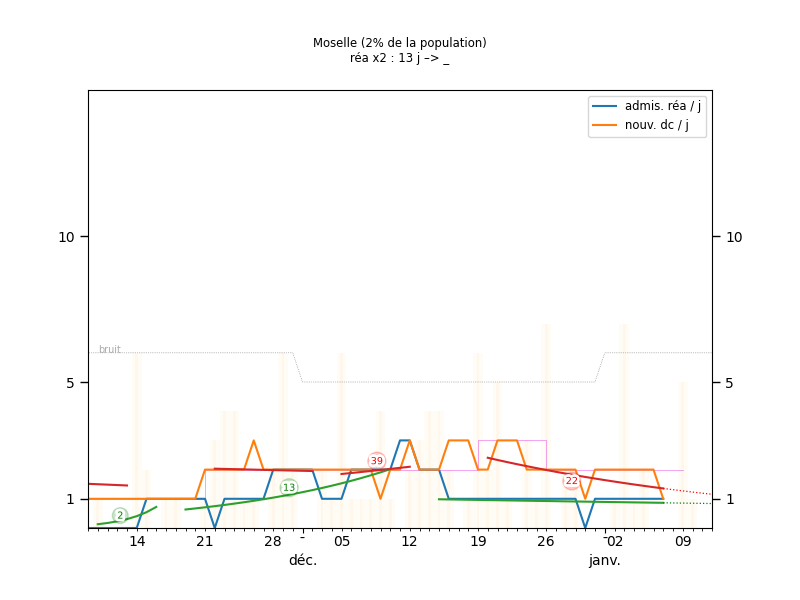 Moselle (2% de la population)
réa x2 : 13 j –> _
admis. réa / j
nouv. dc / j
10
10
bruit
5
5
39
22
13
2
1
1
14
21
28
05
12
19
26
02
09
déc.
janv.